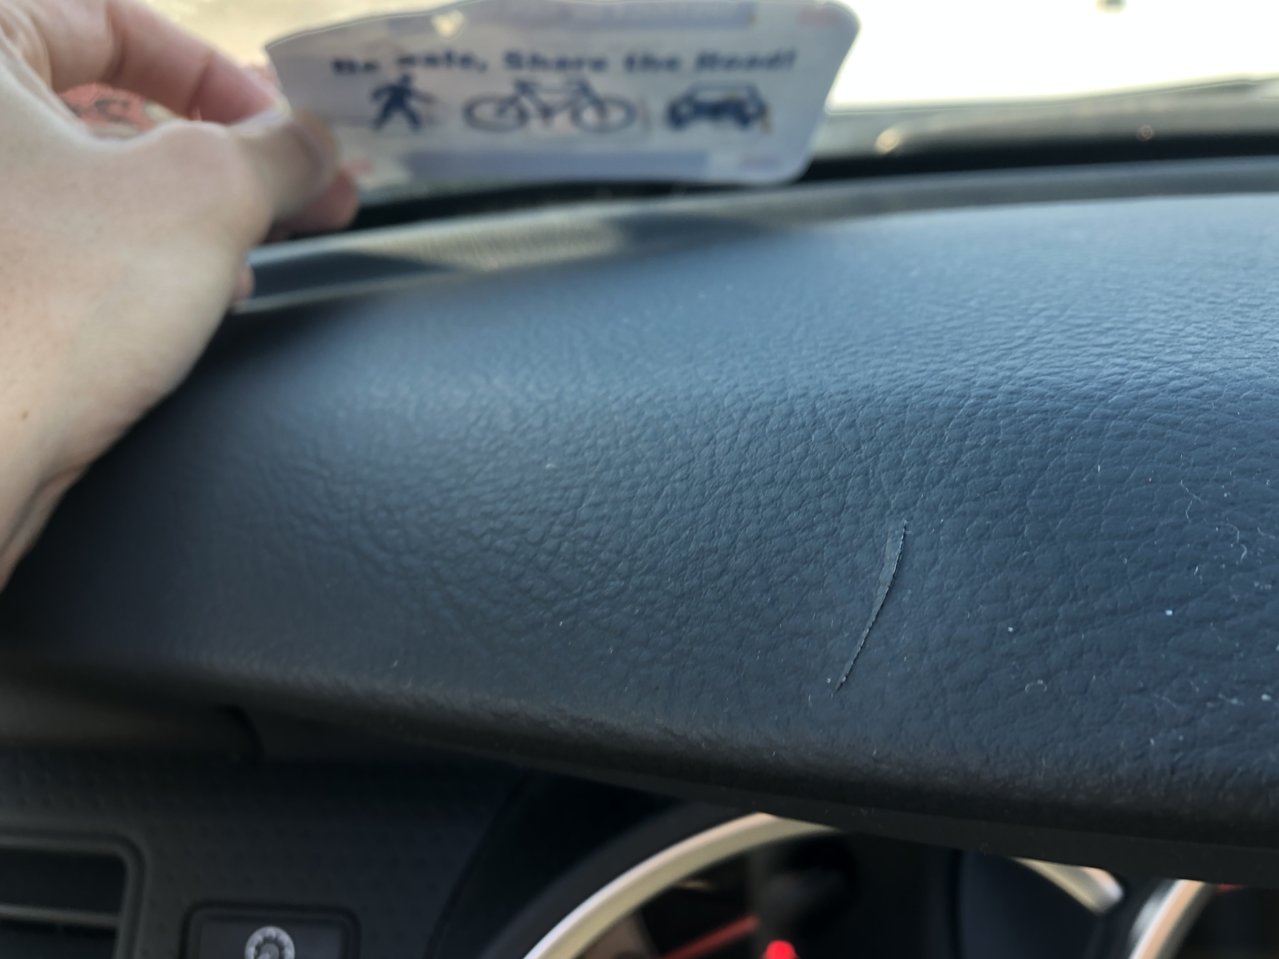 Be safe, Share the Road!